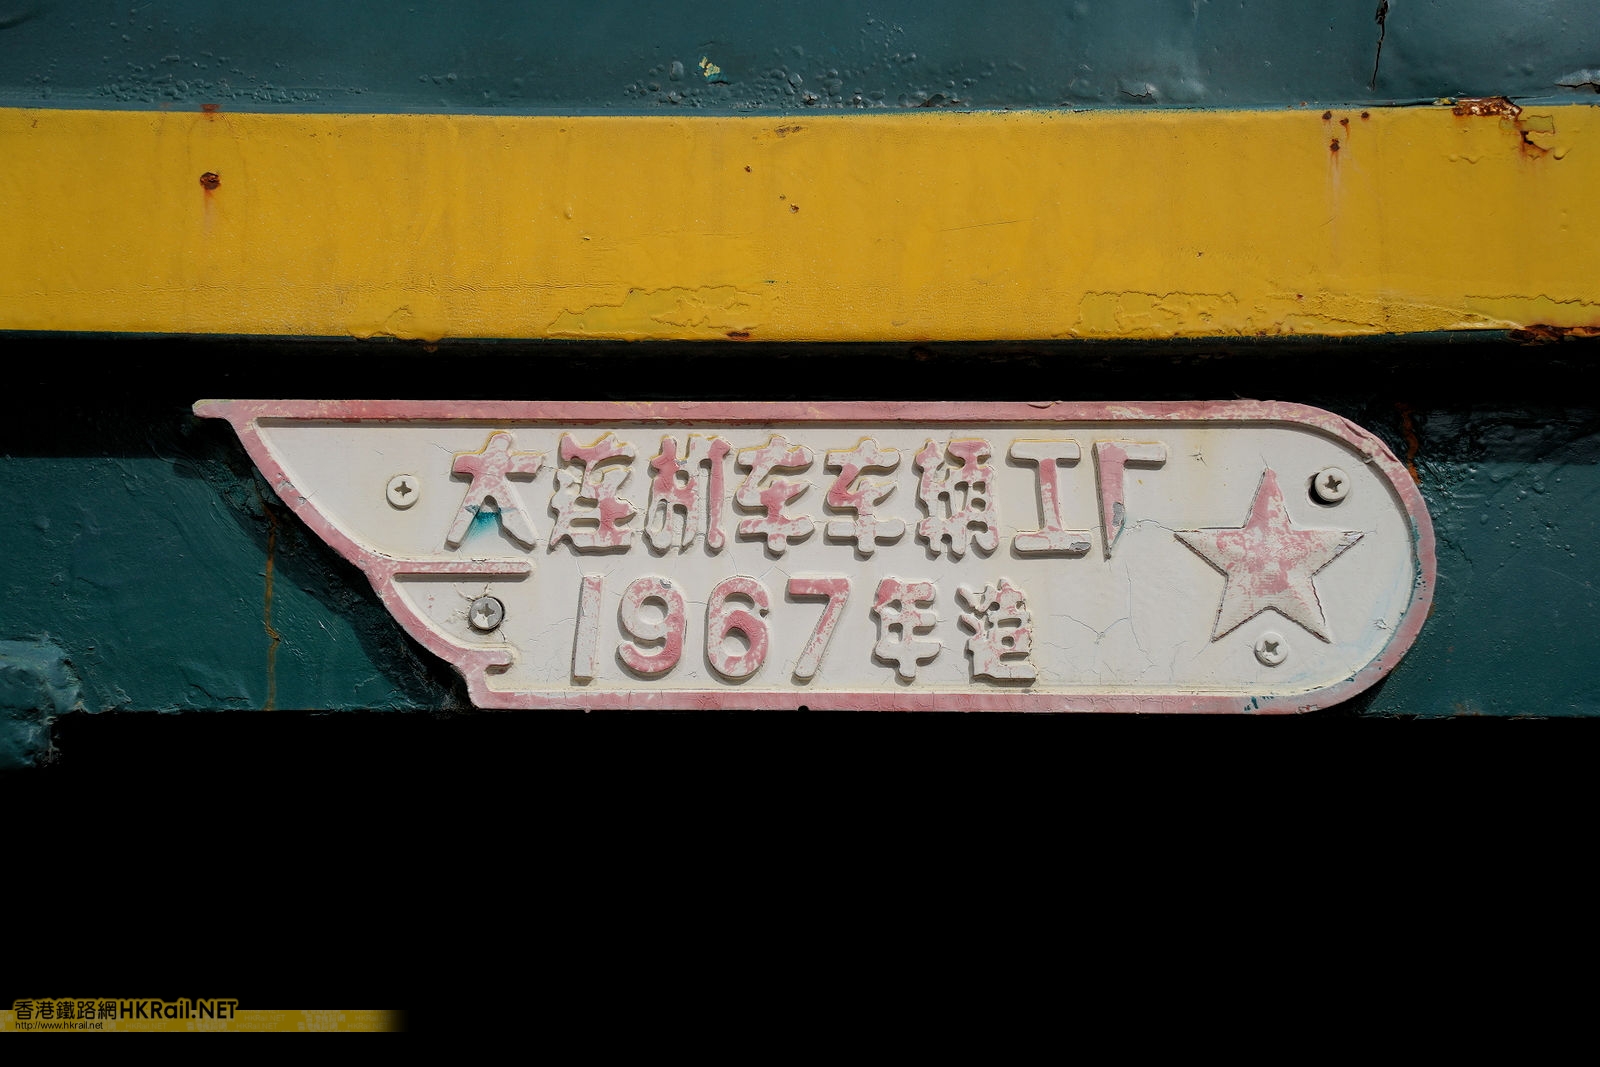 大连机车车辆工厂
1967年造
香港鐵路網HKRail.NET
http://www.hkrail.net